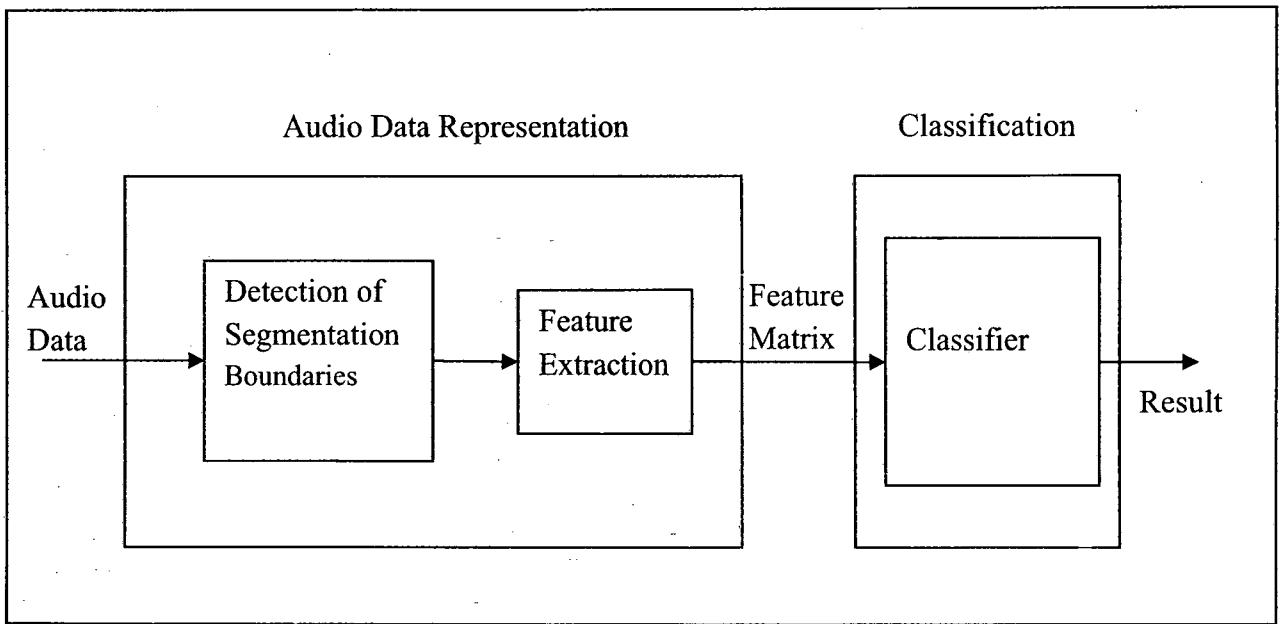 Audio Data Representation
Classification
Audio
Data
Detection of
Segmentation
Boundaries
Feature
Extraction
Feature
Matrix
Classifier
Result